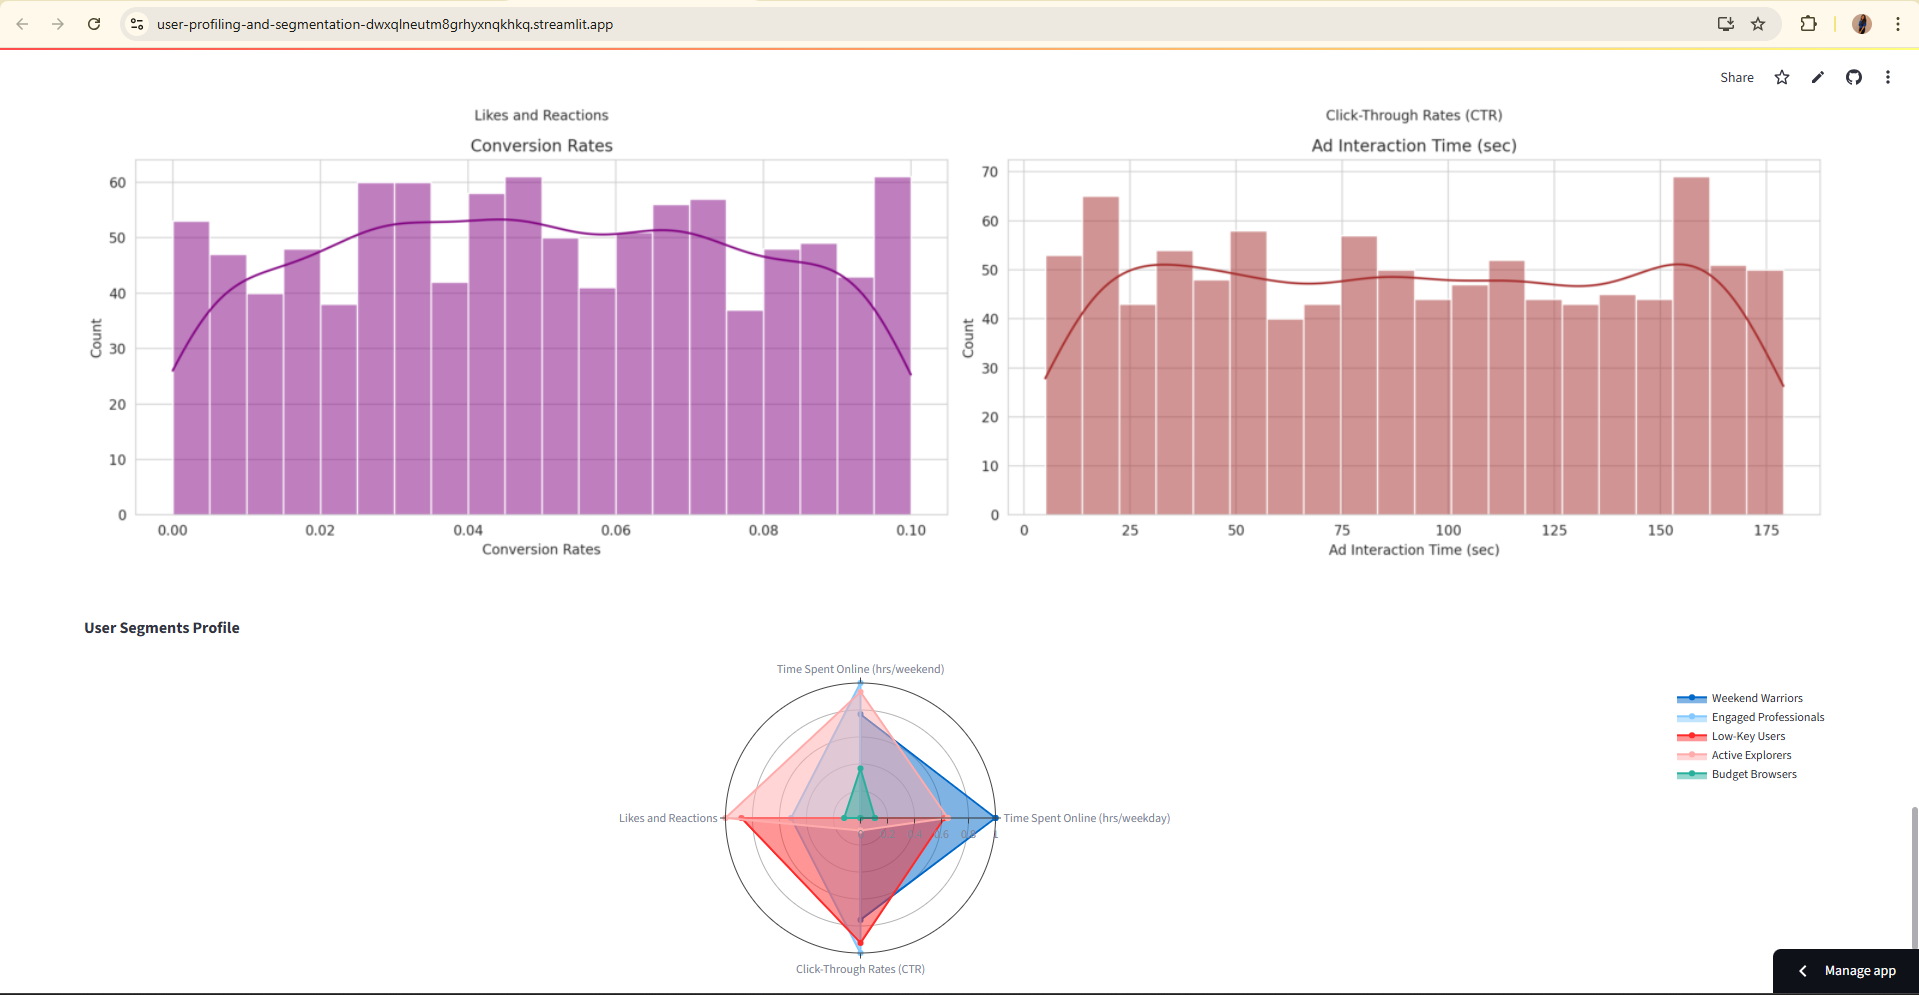 user-profiling-and-segmentation-dwxqlneutm8grhyxnqkhkq.streamlit.app
Share
Likes and Reactions
Conversion Rates
60
50
40
30
20
10
0
Count
0.00 0.02 0.04 0.06 0.08 0.10
Conversion Rates
Click-Through Rates (CTR)
Ad Interaction Time (sec)
70
60
50
40
30
20
10
0
Count
0 25 50 75 100 125 150 175
Ad Interaction Time (sec)
User Segments Profile
Time Spent Online (hrs/weekend)
Likes and Reactions
Time Spent Online (hrs/weekday)
0.4 0.6 0.8 1
Click-Through Rates (CTR)
Weekend Warriors
Engaged Professionals
Low-Key Users
Active Explorers
Budget Browsers
Manage app